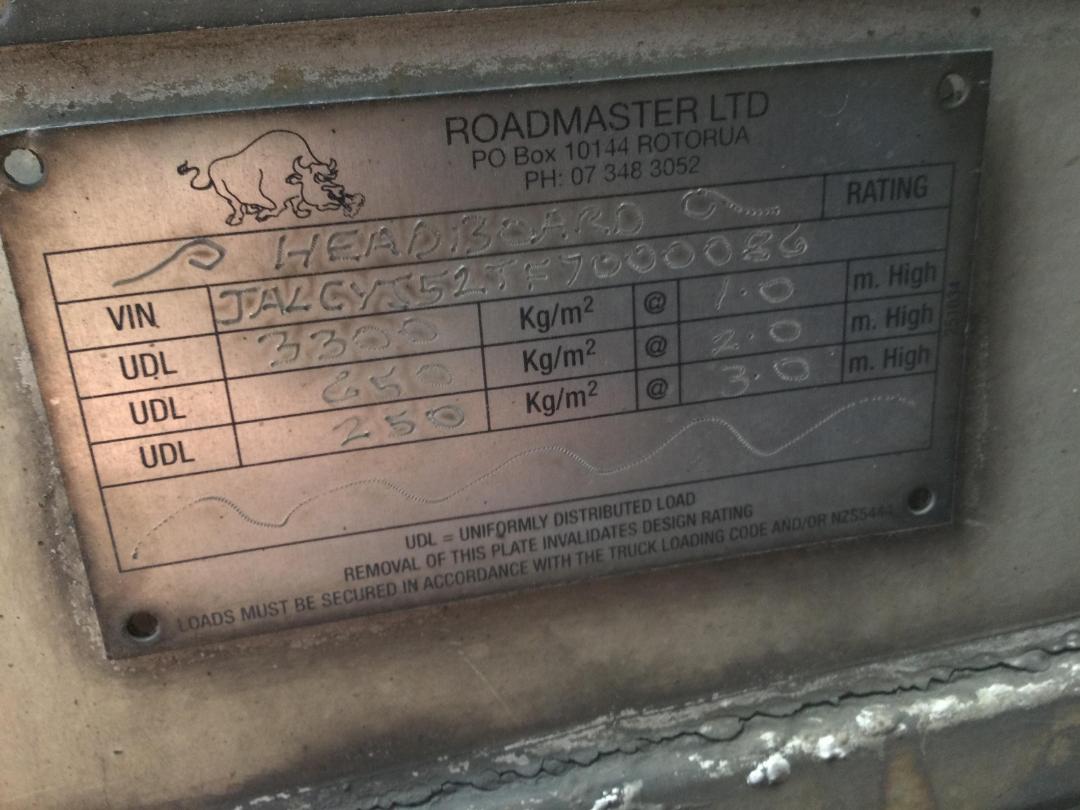 ROADMASTER LTD
PO Box 10144 ROTORUA
PH: 07 348 3052
HEADBOARD RATING
VIN JALCYJ52TF7000086
UDL 3300 Kg/m² @ 1.0 m. High
UDL 650 Kg/m² @ 2.0 m. High
UDL 250 Kg/m² @ 3.0 m. High
UDL = UNIFORMLY DISTRIBUTED LOAD
REMOVAL OF THIS PLATE INVALIDATES DESIGN RATING
LOADS MUST BE SECURED IN ACCORDANCE WITH THE TRUCK LOADING CODE AND/OR NZS5444